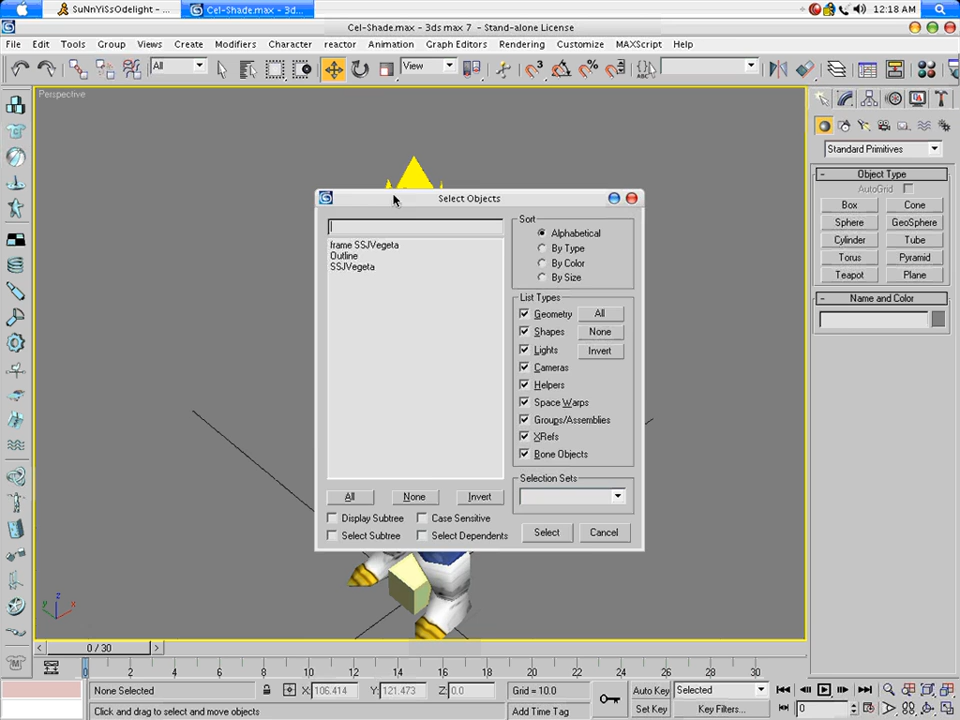 SuNnYiSsOdelight - ...
Cel-Shade.max - 3ds...
12:18 AM
Cel-Shade.max - 3ds max 7 - Stand-alone License
File Edit Tools Group Views Create Modifiers Character reactor Animation Graph Editors Rendering Customize MAXScript Help
All
View
Perspective
Standard Primitives
Object Type
AutoGrid
Box Cone
Sphere GeoSphere
Cylinder Tube
Torus Pyramid
Teapot Plane
Name and Color
Select Objects
frame SSJVegeta
Outline
SSJVegeta
Sort
Alphabetical
By Type
By Color
By Size
List Types
Geometry All
Shapes None
Lights Invert
Cameras
Helpers
Space Warps
Groups/Assemblies
XRefs
Bone Objects
Selection Sets
All None Invert
Display Subtree Case Sensitive
Select Subtree Select Dependents
Select Cancel
z
y x
0 / 30
0 2 4 6 8 10 12 14 16 18 20 22 24 26 28 30
None Selected X: 106.414 Y: 121.473 Z: 0.0 Grid = 10.0 Auto Key Selected
Click and drag to select and move objects Add Time Tag Set Key Key Filters... 0